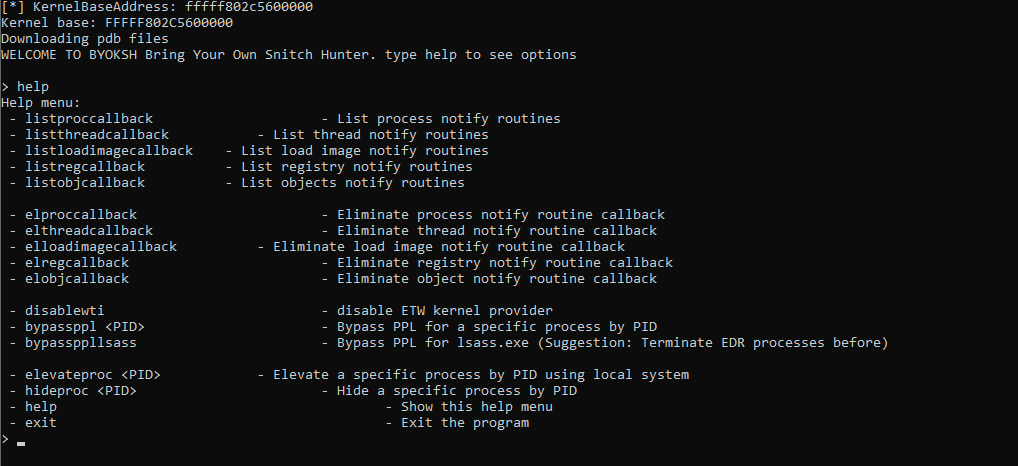 [*] KernelBaseAddress: fffff802c5600000
Kernel base: FFFFF802C5600000
Downloading pdb files
WELCOME TO BYOKSH Bring Your Own Snitch Hunter. type help to see options
> help
Help menu:
- listproccallback - List process notify routines
- listthreadcallback - List thread notify routines
- listloadimagecallback - List load image notify routines
- listregcallback - List registry notify routines
- listobjcallback - List objects notify routines
- elproccallback - Eliminate process notify routine callback
- elthreadcallback - Eliminate thread notify routine callback
- elloadimagecallback - Eliminate load image notify routine callback
- elregcallback - Eliminate registry notify routine callback
- elobjcallback - Eliminate object notify routine callback
- disablewti - disable ETW kernel provider
- bypassppl <PID> - Bypass PPL for a specific process by PID
- bypassppllsass - Bypass PPL for lsass.exe (Suggestion: Terminate EDR processes before)
- elevateproc <PID> - Elevate a specific process by PID using local system
- hideproc <PID> - Hide a specific process by PID
- help - Show this help menu
- exit - Exit the program
> _